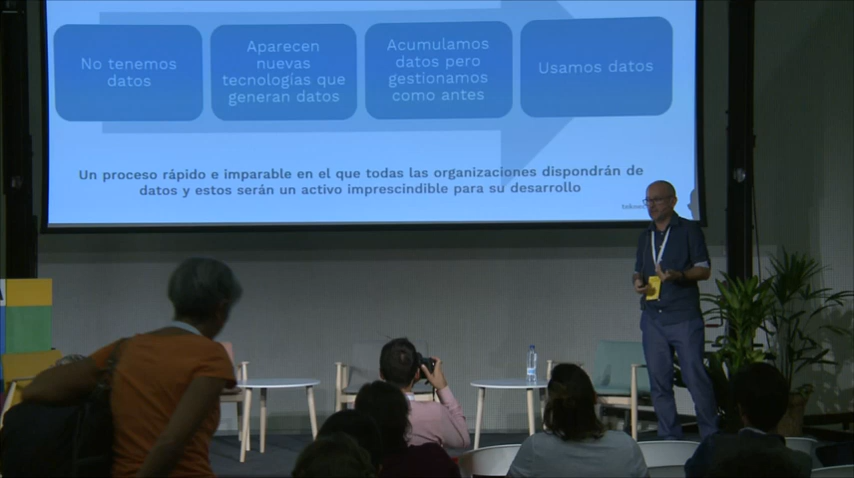 No tenemos
datos
Aparecen
nuevas
tecnologías que
generan datos
Acumulamos
datos pero
gestionamos
como antes
Usamos datos
Un proceso rápido e imparable en el que todas las organizaciones dispondrán de
datos y estos serán un activo imprescindible para su desarrollo